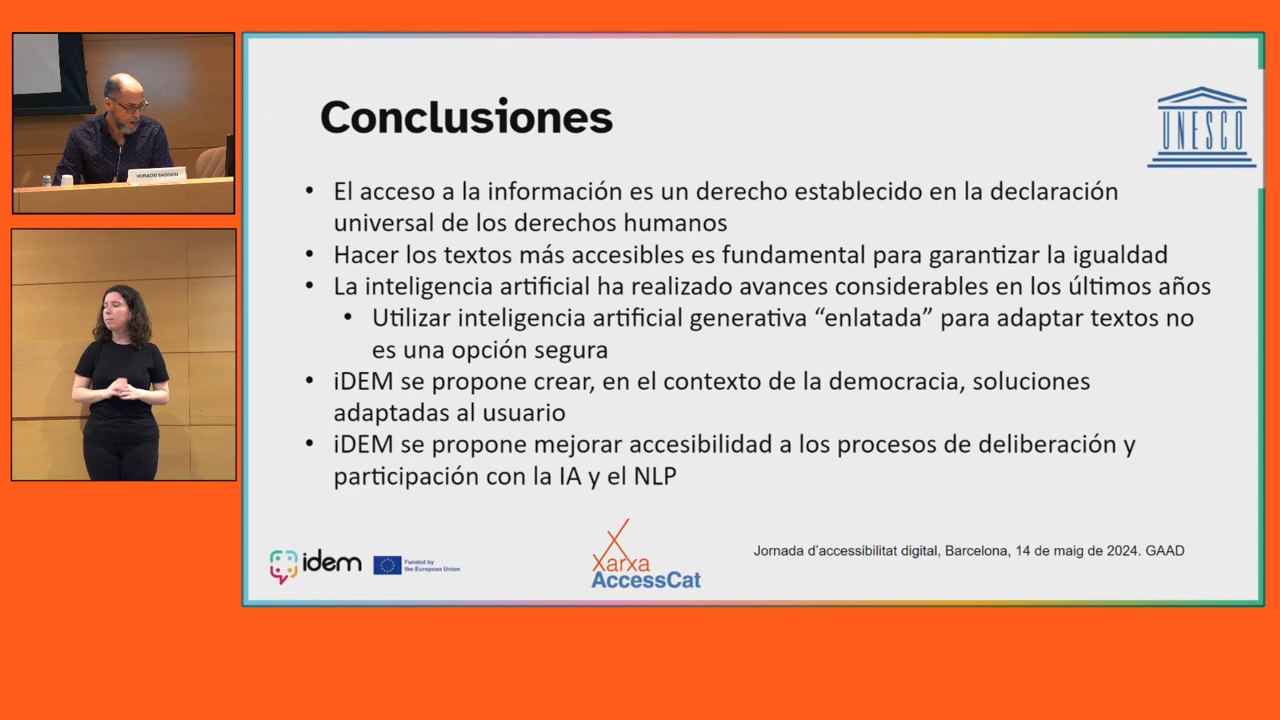 HORACIO SAGGION
Conclusiones
UNESCO
• El acceso a la información es un derecho establecido en la declaración
universal de los derechos humanos
• Hacer los textos más accesibles es fundamental para garantizar la igualdad
• La inteligencia artificial ha realizado avances considerables en los últimos años
• Utilizar inteligencia artificial generativa “enlatada” para adaptar textos no
es una opción segura
• iDEM se propone crear, en el contexto de la democracia, soluciones
adaptadas al usuario
• iDEM se propone mejorar accesibilidad a los procesos de deliberación y
participación con la IA y el NLP
idem
Funded by
the European Union
Xarxa
AccessCat
Jornada d’accessibilitat digital, Barcelona, 14 de maig de 2024. GAAD